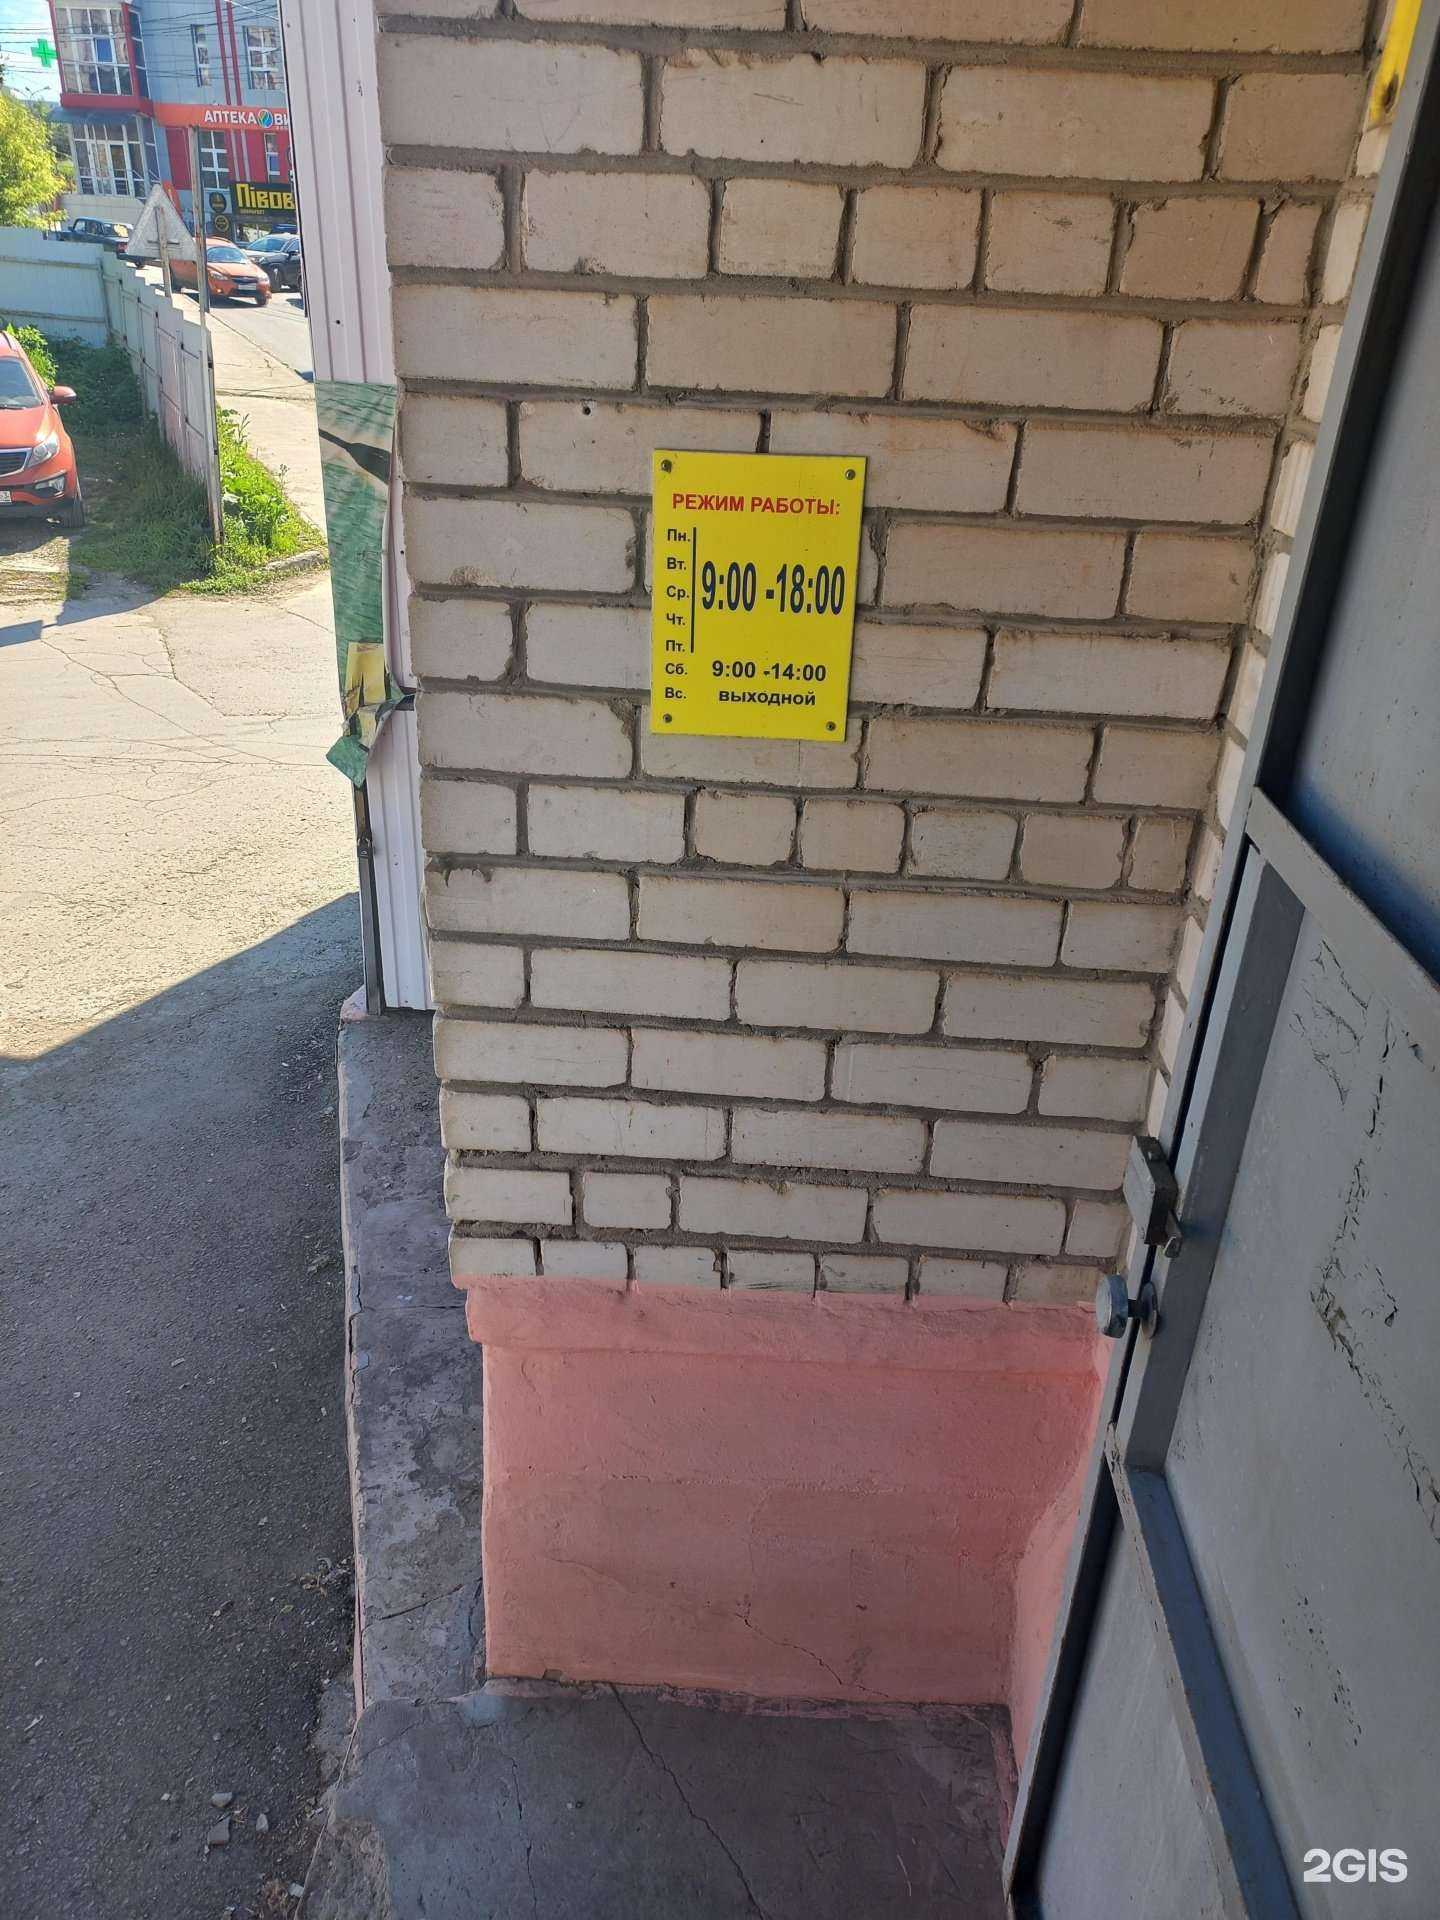 АПТЕКА
Пiвов
РЕЖИМ РАБОТЫ:
Пн.
Вт.
Ср. 9:00 -18:00
Чт.
Пт.
Сб. 9:00 -14:00
Вс. выходной
2GIS